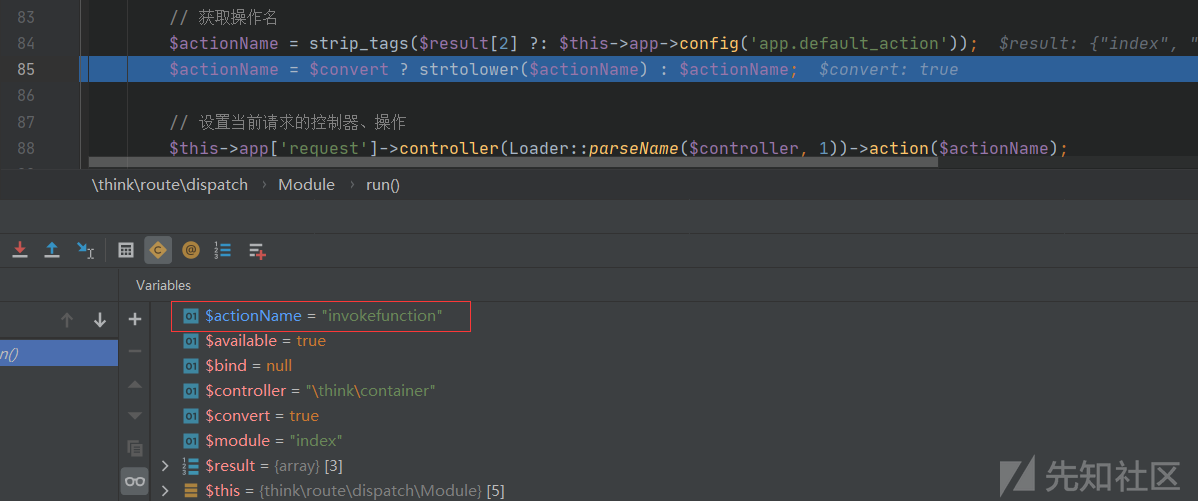 83 // 获取操作名
84 $actionName = strip_tags($result[2] ?: $this->app->config('app.default_action')); $result: {"index", "
85 $actionName = $convert ? strtolower($actionName) : $actionName; $convert: true
86
87 // 设置当前请求的控制器、操作
88 $this->app['request']->controller(Loader::parseName($controller, 1))->action($actionName);
\think\route\dispatch › Module › run()
Variables
$actionName = "invokefunction"
$available = true
n()
$bind = null
$controller = "\think\container"
$convert = true
$module = "index"
$result = {array} [3]
$this = {think\route\dispatch\Module} [5]
先知社区